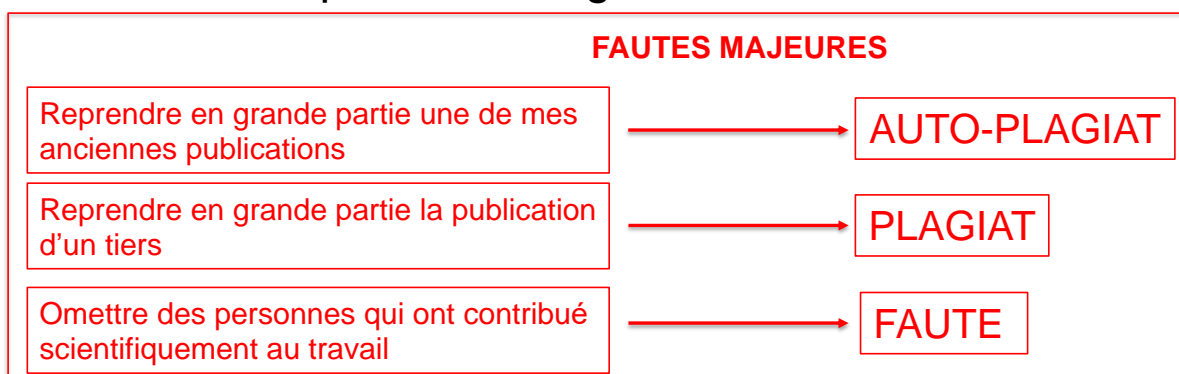 FAUTES MAJEURES
Reprendre en grande partie une de mes
anciennes publications
AUTO-PLAGIAT
Reprendre en grande partie la publication
d'un tiers
PLAGIAT
Omettre des personnes qui ont contribué
scientifiquement au travail
FAUTE